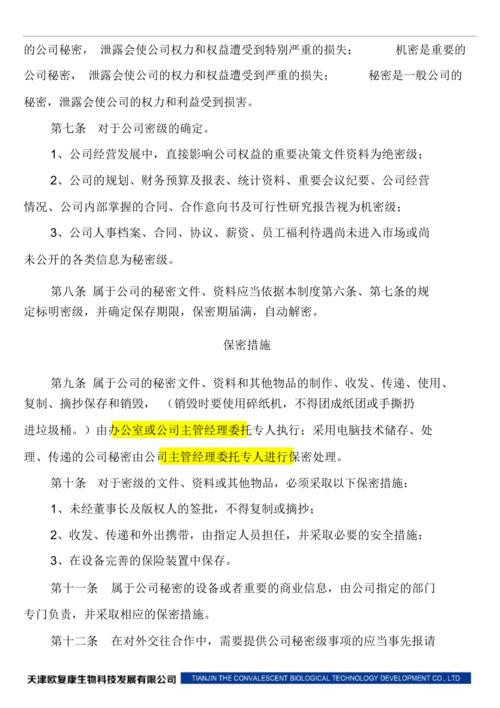 的公司秘密， 泄露会使公司权力和权益遭受到特别严重的损失； 机密是重要的
公司秘密， 泄露会使公司的权力和权益遭受到严重的损失； 秘密是一般公司的
秘密，泄露会使公司的权力和利益受到损害。
第七条 对于公司密级的确定。
1、公司经营发展中，直接影响公司权益的重要决策文件资料为绝密级；
2、公司的规划、财务预算及报表、统计资料、重要会议纪要、公司经营
情况、公司内部掌握的合同、合作意向书及可行性研究报告视为机密级；
3、公司人事档案、合同、协议、薪资、员工福利待遇尚未进入市场或尚
未公开的各类信息为秘密级。
第八条 属于公司的秘密文件、资料应当依据本制度第六条、第七条的规
定标明密级，并确定保存期限，保密期届满，自动解密。
保密措施
第九条 属于公司的秘密文件、资料和其他物品的制作、收发、传递、使用、
复制、摘抄保存和销毁， （销毁时要使用碎纸机，不得团成纸团或手撕扔
进垃圾桶。）由办公室或公司主管经理委托专人执行；采用电脑技术储存、处
理、传递的公司秘密由公司主管经理委托专人进行保密处理。
第十条 对于密级的文件、资料或其他物品，必须采取以下保密措施：
1、未经董事长及版权人的签批，不得复制或摘抄；
2、收发、传递和外出携带，由指定人员担任，并采取必要的安全措施；
3、在设备完善的保险装置中保存。
第十一条 属于公司秘密的设备或者重要的商业信息，由公司指定的部门
专门负责，并采取相应的保密措施。
第十二条 在对外交往合作中，需要提供公司秘密级事项的应当事先报请
天津欧复康生物科技发展有限公司 TIANJIN THE CONVALESCENT BIOLOGICAL TECHNOLOGY DEVELOPMENT CO., LTD.